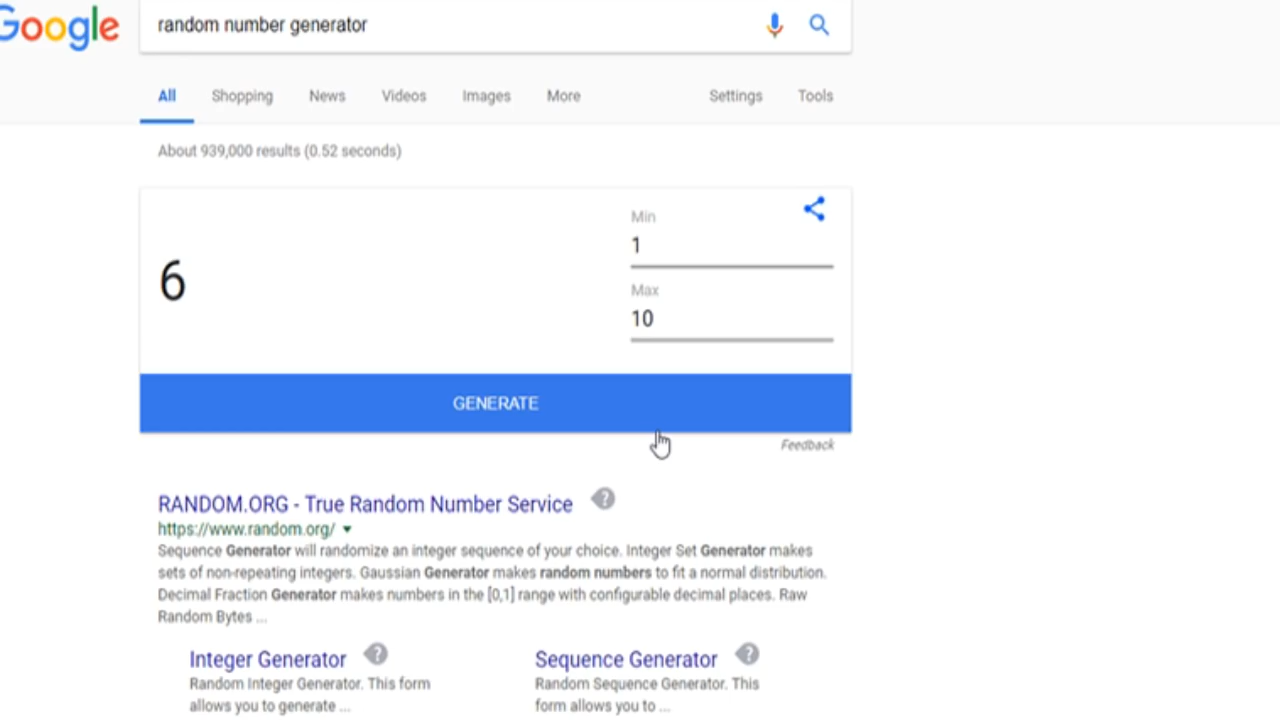 Google
random number generator
All Shopping News Videos Images More Settings Tools
About 939,000 results (0.52 seconds)
Min
1
6
Max
10
GENERATE
Feedback
RANDOM.ORG - True Random Number Service ?
https://www.random.org/
Sequence Generator will randomize an integer sequence of your choice. Integer Set Generator makes
sets of non-repeating integers. Gaussian Generator makes random numbers to fit a normal distribution.
Decimal Fraction Generator makes numbers in the [0,1] range with configurable decimal places. Raw
Random Bytes ...
Integer Generator ?
Random Integer Generator. This form
allows you to generate ...
Sequence Generator ?
Random Sequence Generator. This
form allows you to ...